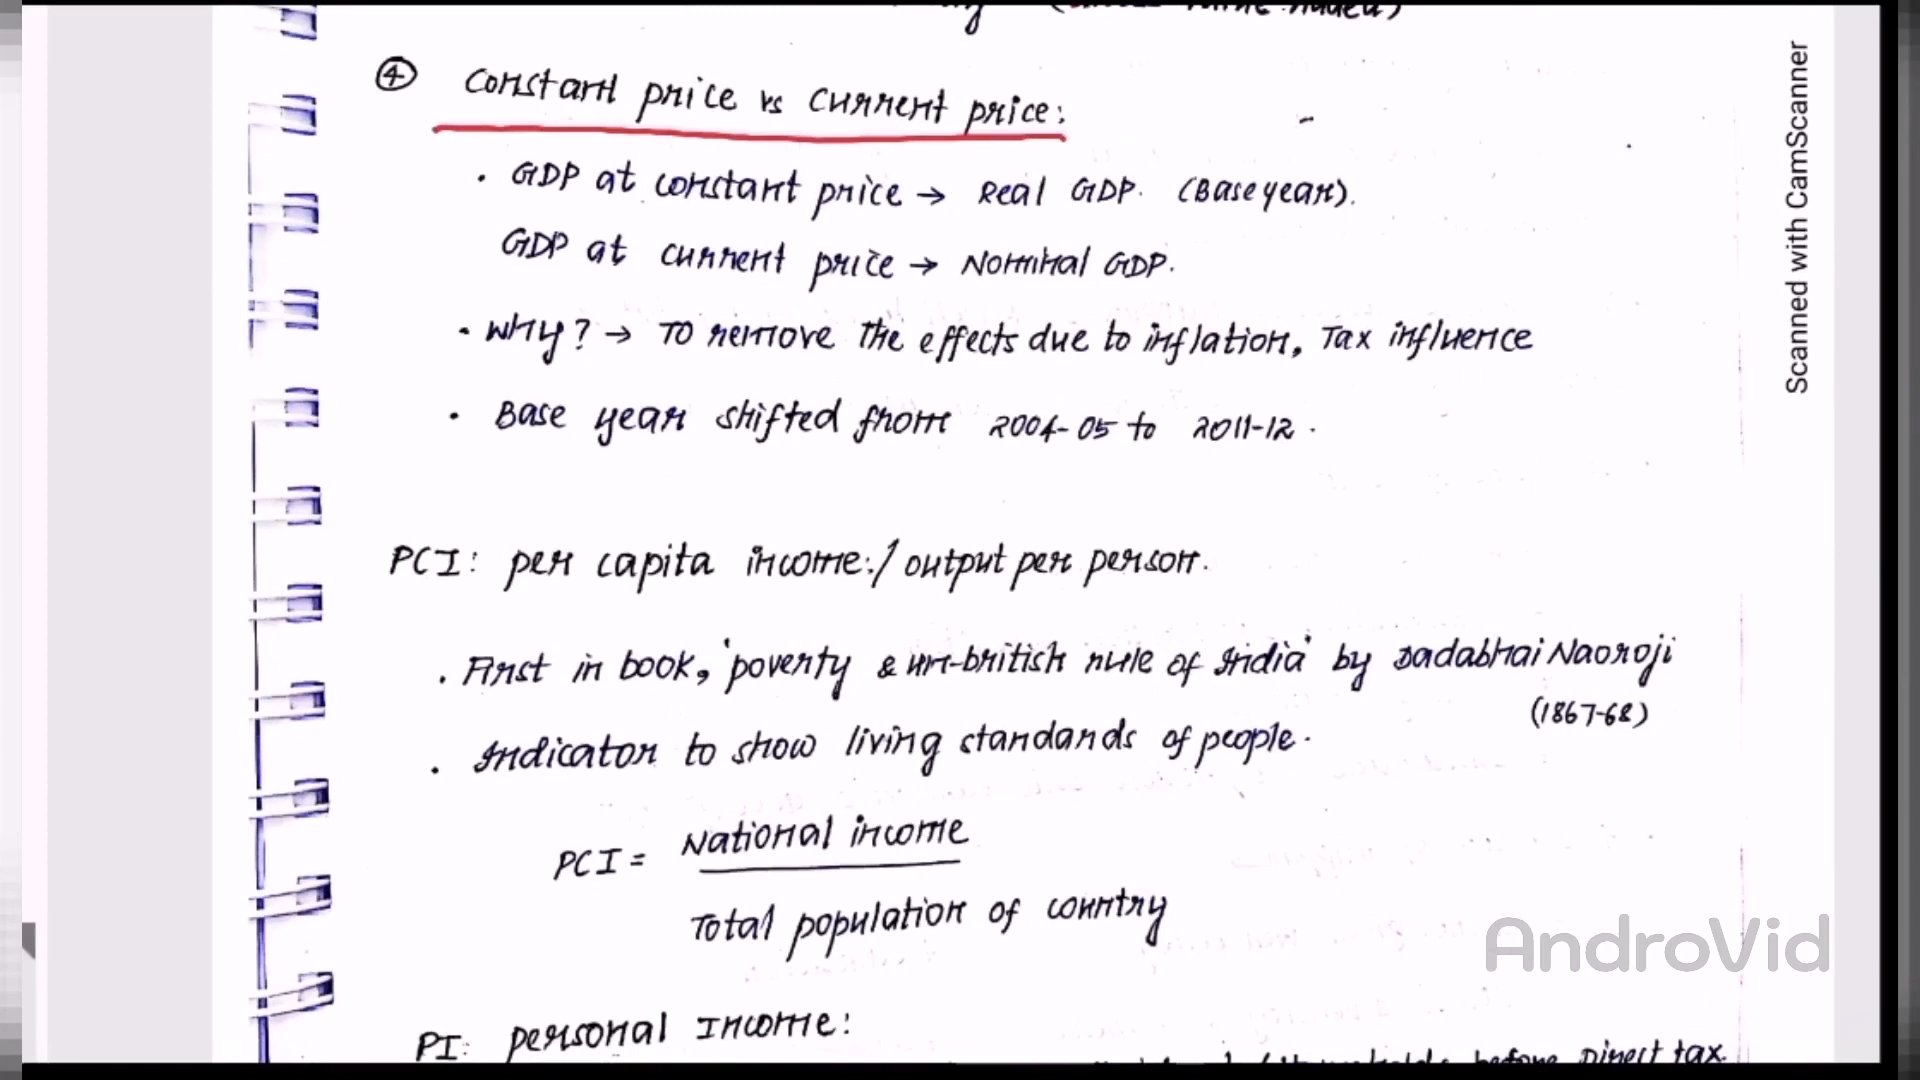 ④ Constant price vs Current price:
. GDP at constant price → Real GDP. (Base year).
GDP at current price → Nominal GDP.
. Why? → To remove the effects due to inflation, Tax influence
. Base year shifted from 2004-05 to 2011-12.
PCI: per capita income:/ output per person.
. First in book, 'poverty & un-british rule of India' by Dadabhai Naoroji
(1867-68)
. Indicator to show living standards of people.
PCI = National income
Total population of country
PI: personal Income:
before Direct tax.
Scanned with CamScanner
AndroVid